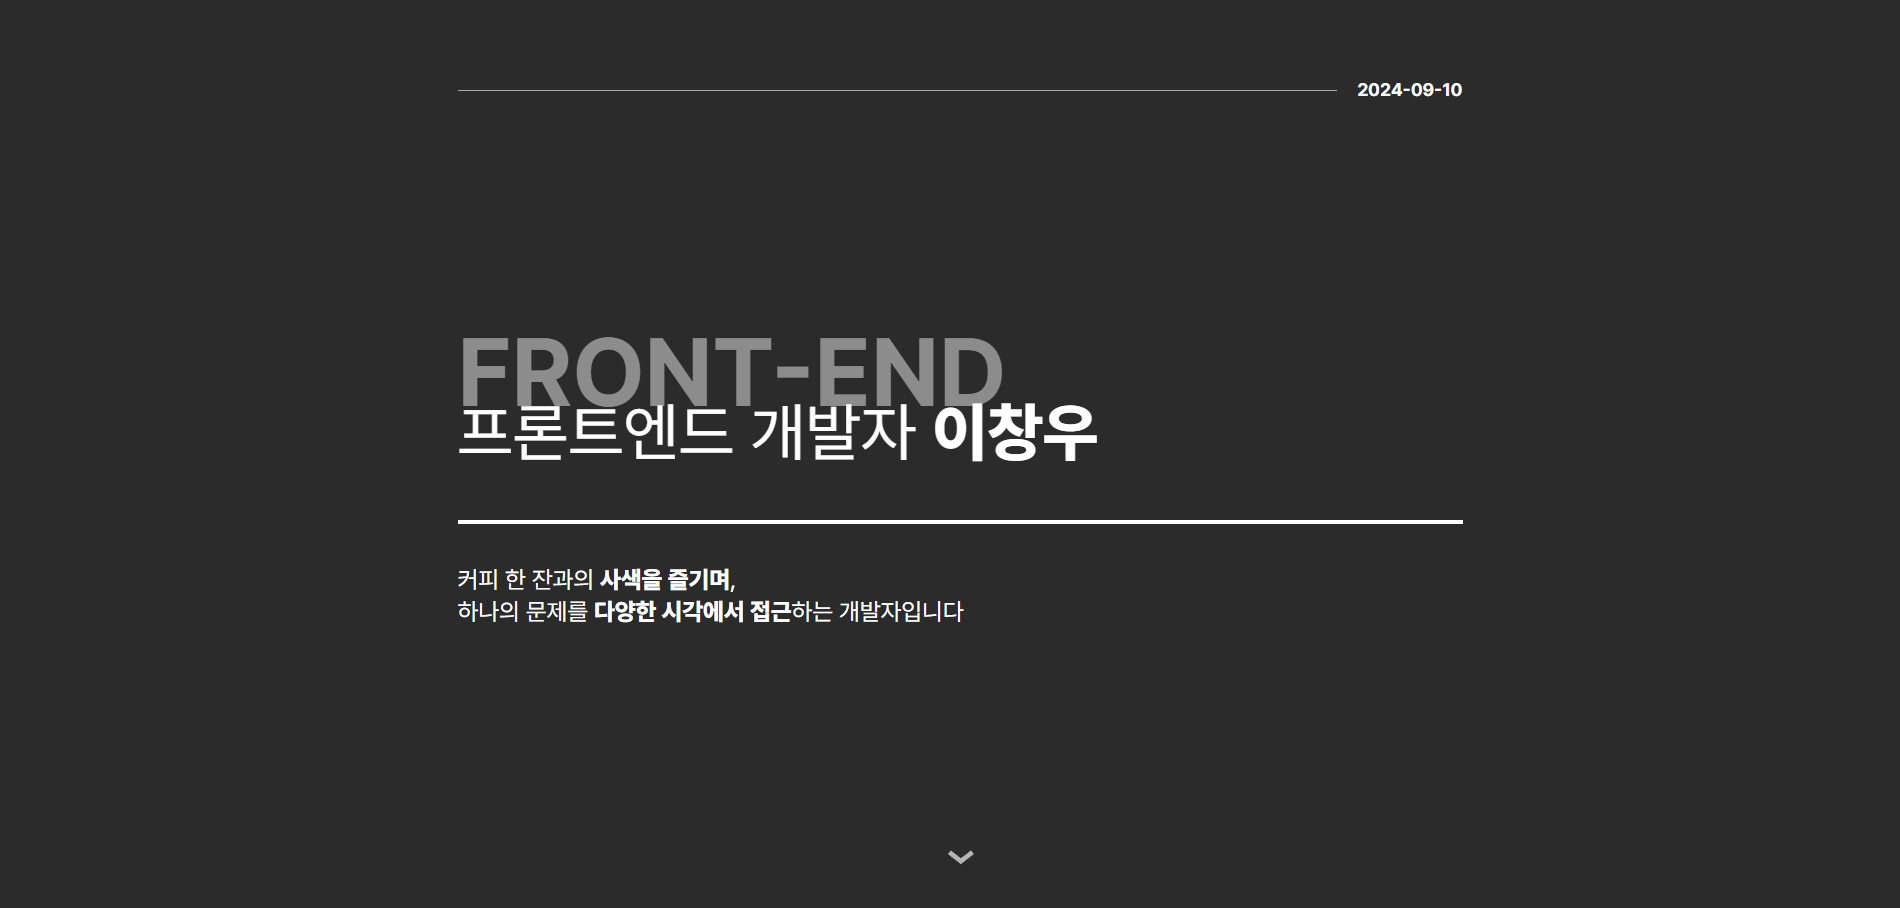 2024-09-10
FRONT-END
프론트엔드 개발자 이창우
커피 한 잔과의 사색을 즐기며,
하나의 문제를 다양한 시각에서 접근하는 개발자입니다